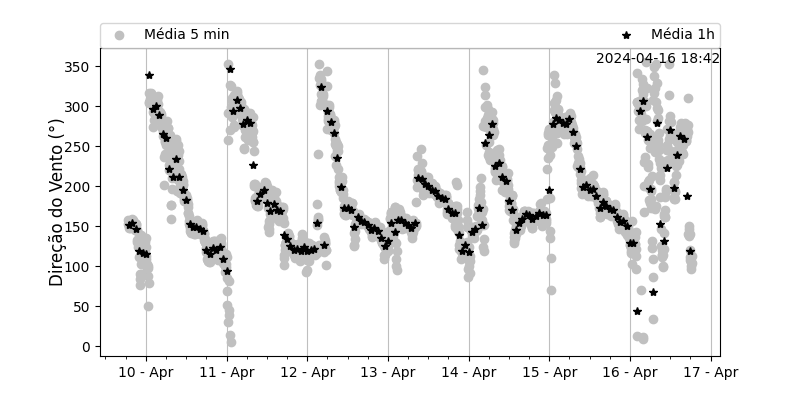 Média 5 min
Média 1h
2024-04-16 18:42
Direção do Vento (°)
350
300
250
200
150
100
50
0
10 - Apr
11 - Apr
12 - Apr
13 - Apr
14 - Apr
15 - Apr
16 - Apr
17 - Apr